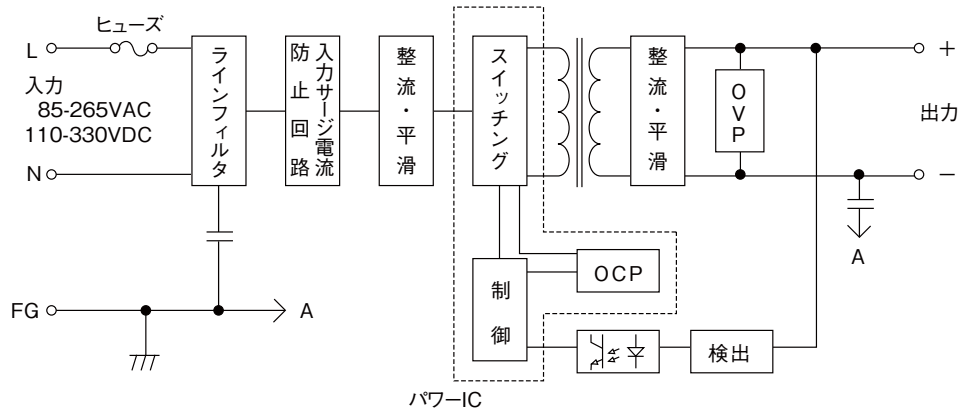 ヒューズ
L
入力
85-265VAC
110-330VDC
N
ラインフィルタ
入力サージ電流
防止回路
整流・平滑
スイッチング
整流・平滑
OVP
+
出力
−
A
FG
A
制御
OCP
検出
パワーIC